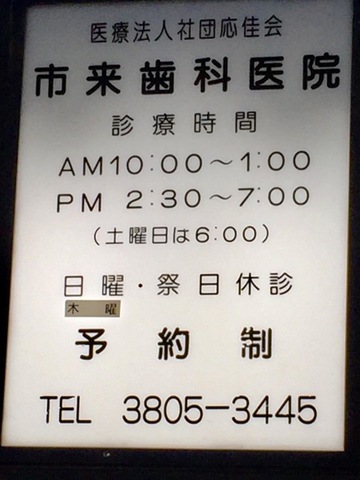 医療法人社団応佳会
市来歯科医院
診療時間
AM10:00～1:00
PM 2:30～7:00
(土曜日は6:00)
日曜・祭日休診
木曜
予約制
TEL 3805-3445